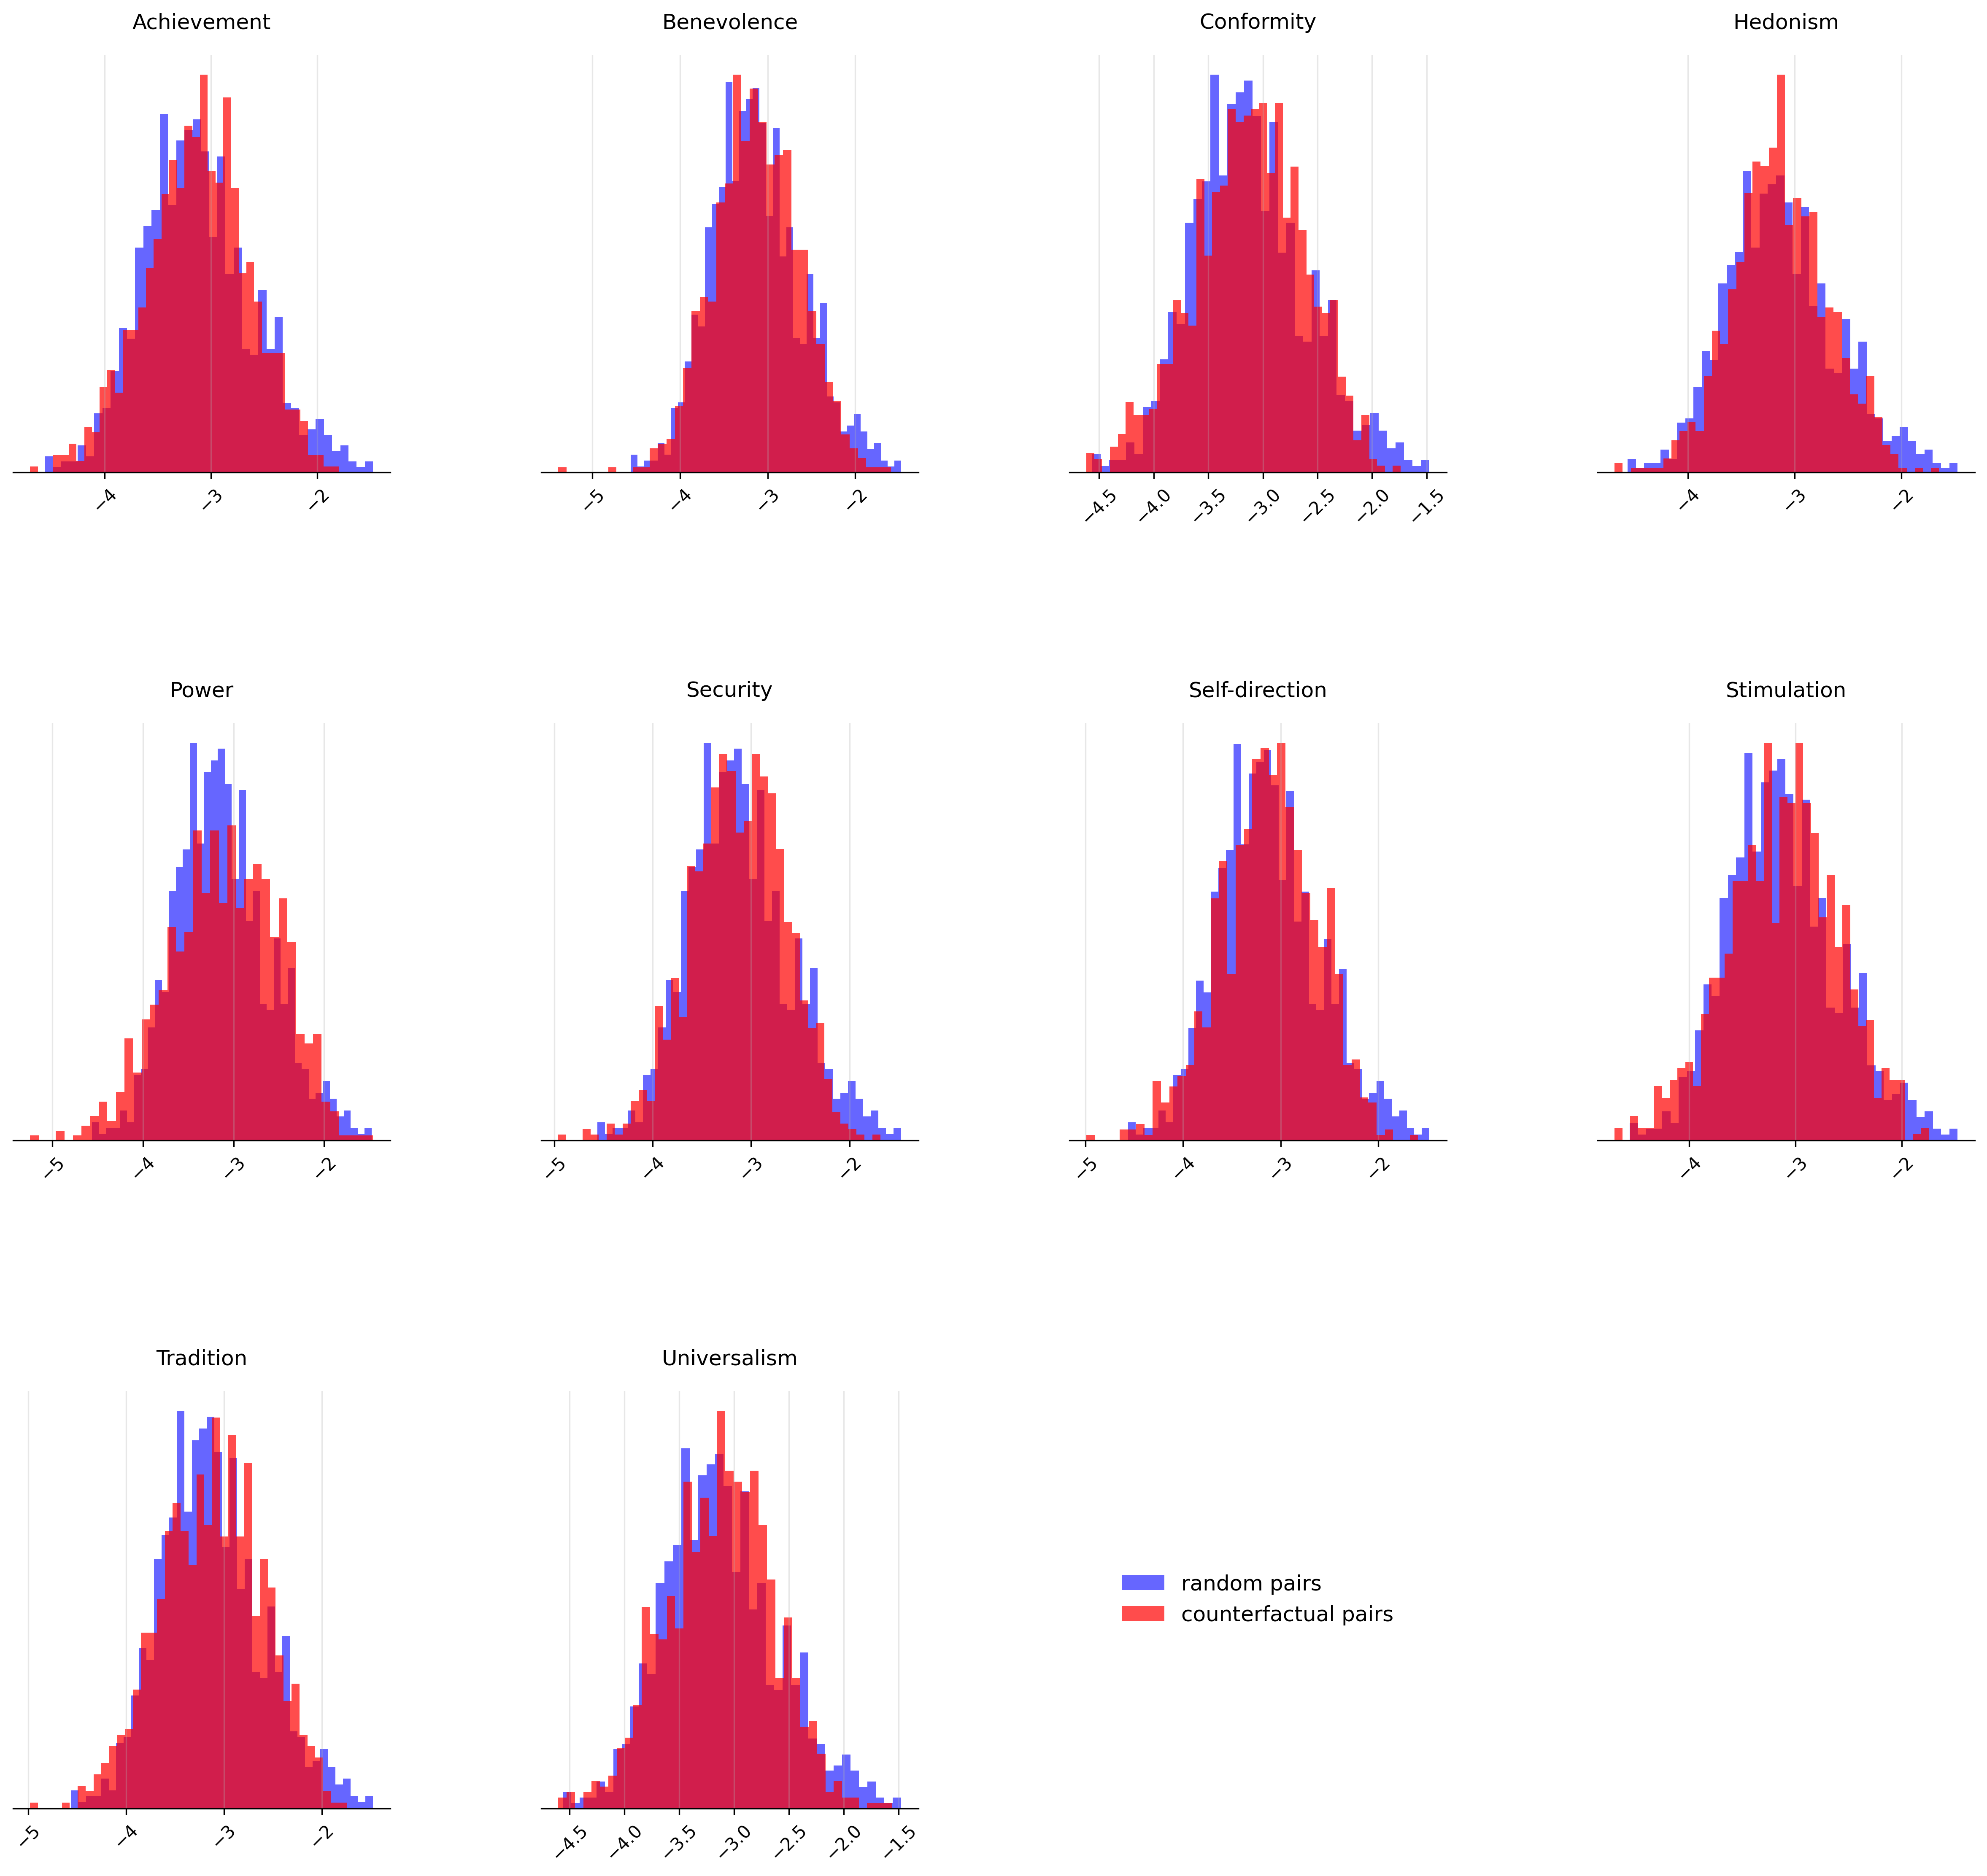 Achievement
Benevolence
Conformity
Hedonism
−4 −3 −2
−5 −4 −3 −2
−4.5 −4.0 −3.5 −3.0 −2.5 −2.0 −1.5
−4 −3 −2
Power
Security
Self-direction
Stimulation
−5 −4 −3 −2
−5 −4 −3 −2
−5 −4 −3 −2
−4 −3 −2
Tradition
Universalism
random pairs
counterfactual pairs
−5 −4 −3 −2
−4.5 −4.0 −3.5 −3.0 −2.5 −2.0 −1.5